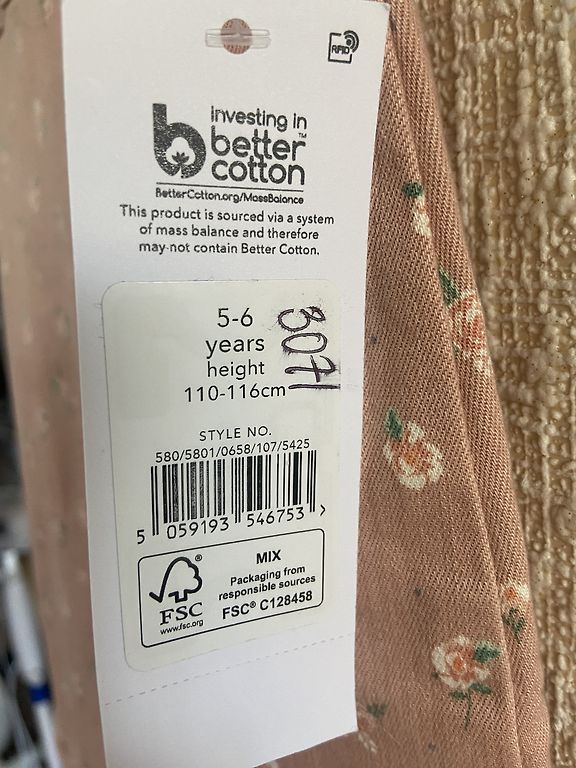 RFID
investing in
better™
cotton
BetterCotton.org/MassBalance
This product is sourced via a system
of mass balance and therefore
may not contain Better Cotton.
5-6
years
height
110-116cm
3071
STYLE NO.
580/5801/0658/107/5425
5 059193 546753 >
FSC®
www.fsc.org
MIX
Packaging from
responsible sources
FSC® C128458